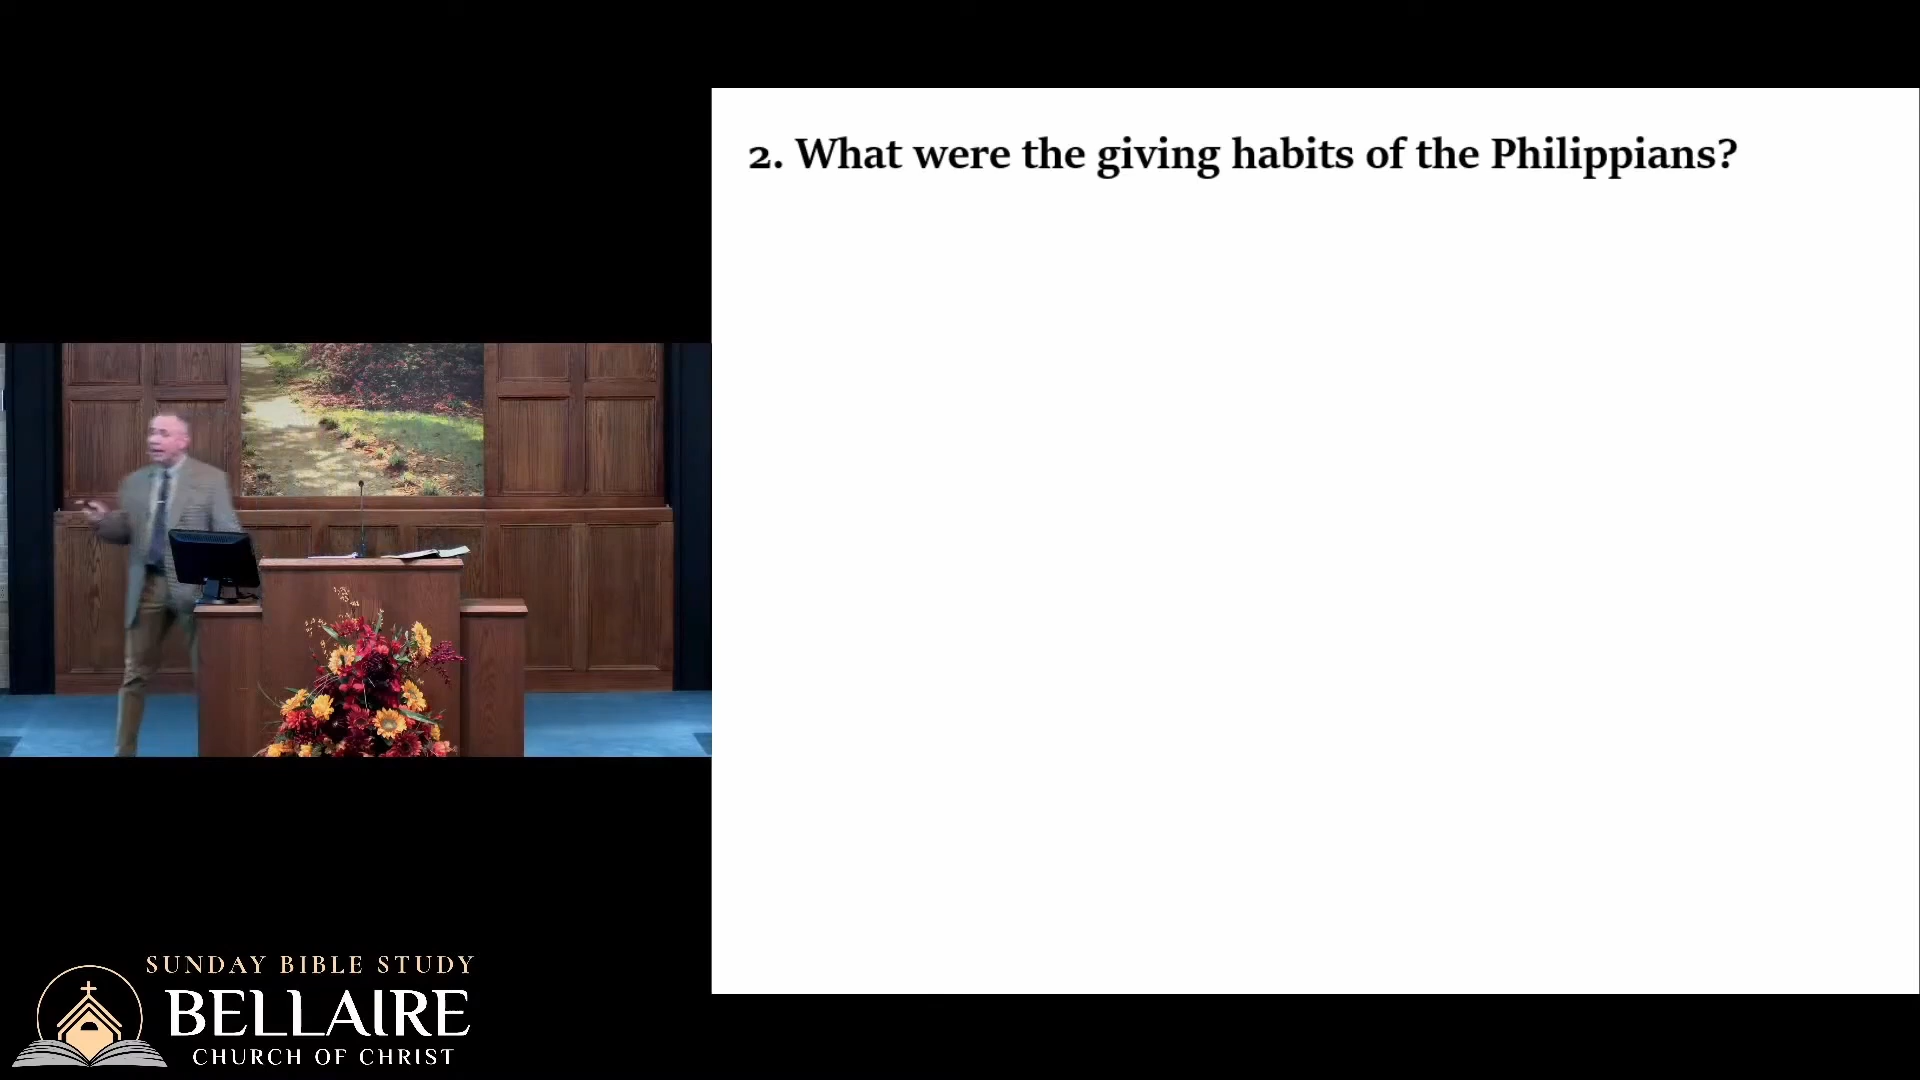 2. What were the giving habits of the Philippians?
SUNDAY BIBLE STUDY
BELLAIRE
CHURCH OF CHRIST